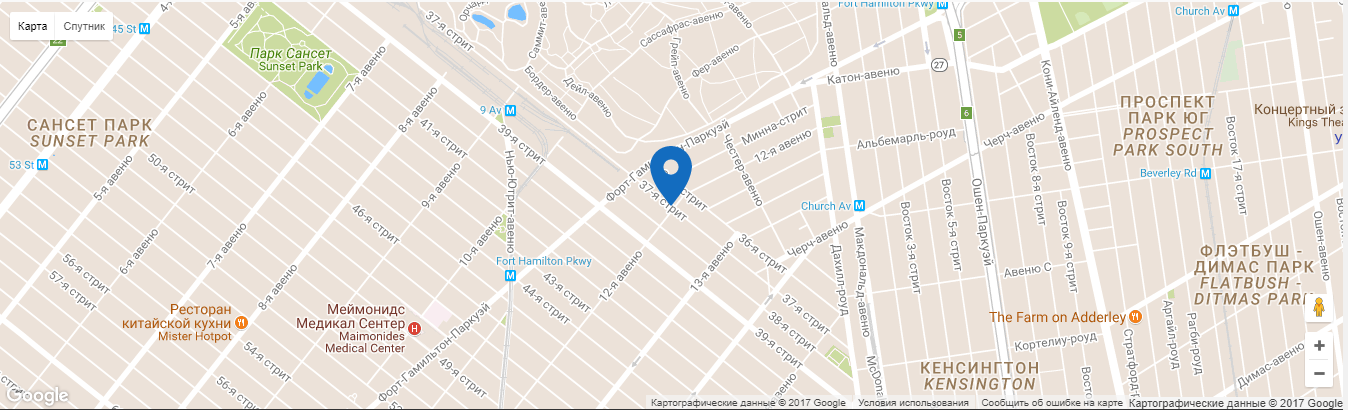 Карта
Спутник
45 St M
22
Парк Сансет
Sunset Park
7-я авеню
6-я авеню
5-я авеню
САНСЕТ ПАРК
SUNSET PARK
53 St M
50-я стрит
5-я авеню
6-я авеню
7-я авеню
8-я авеню
56-я стрит
57-я стрит
46-я стрит
8-я авеню
41-я стрит
9-я авеню
9 Av M
39-я стрит
37-я стрит
Саммит-авеню
Бордер-авеню
Дейл-авеню
Сассафрас-авеню
Грейп-авеню
Фер-авеню
Fort Hamilton Pkwy M
5
27
Church Av M
Катон-авеню
6
Минна-стрит
12-я авеню
Честер-авеню
Форт-Гамильтон-Паркуэй
37-я стрит
стрит
Нью-Ютрит-авеню
10-я авеню
Fort Hamilton Pkwy
M
43-я стрит
44-я стрит
12-я авеню
13-я авеню
36-я стрит
37-я стрит
38-я стрит
39-я стрит
49-я стрит
54-я стрит
56-я стрит
Форт-Гамильтон-Паркуэй
Ресторан
китайской кухни
Mister Hotpot
Меймонидс
Медикал Сентер
Maimonides
Medical Center
H
Альбемарль-роуд
Черч-авеню
Church Av M
Черч-авеню
Дахилл-роуд
Макдональд-авеню
McDona
Восток 3-я стрит
Восток 5-я стрит
Ошен-Паркуэй
Восток 8-я стрит
Восток 9-я стрит
Кони-Айленд-авеню
Авеню C
ПРОСПЕКТ
ПАРК ЮГ
PROSPECT
PARK SOUTH
Концертный з
Kings Thea
Beverley Rd M
Восток 17-я стрит
Ошен-авеню
ФЛЭТБУШ -
ДИМАС ПАРК
FLATBUSH -
DITMAS PARK
The Farm on Adderley
Кортелиу-роуд
КЕНСИНГТОН
KENSINGTON
Аргайл-роуд
Рагби-роуд
Димас-авеню
Google
Картографические данные © 2017 Google
Условия использования
Сообщить об ошибке на карте
Картографические данные © 2017 Google